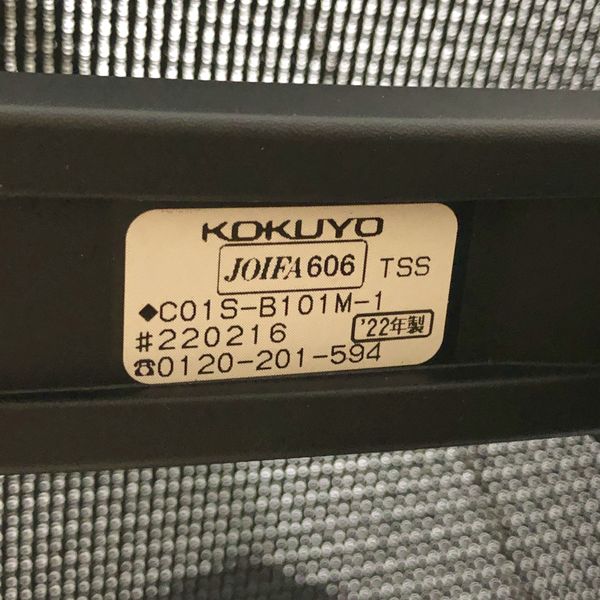 KOKUYO
JOIFA606 TSS
◆C01S-B101M-1
#220216 '22年製
☎0120-201-594